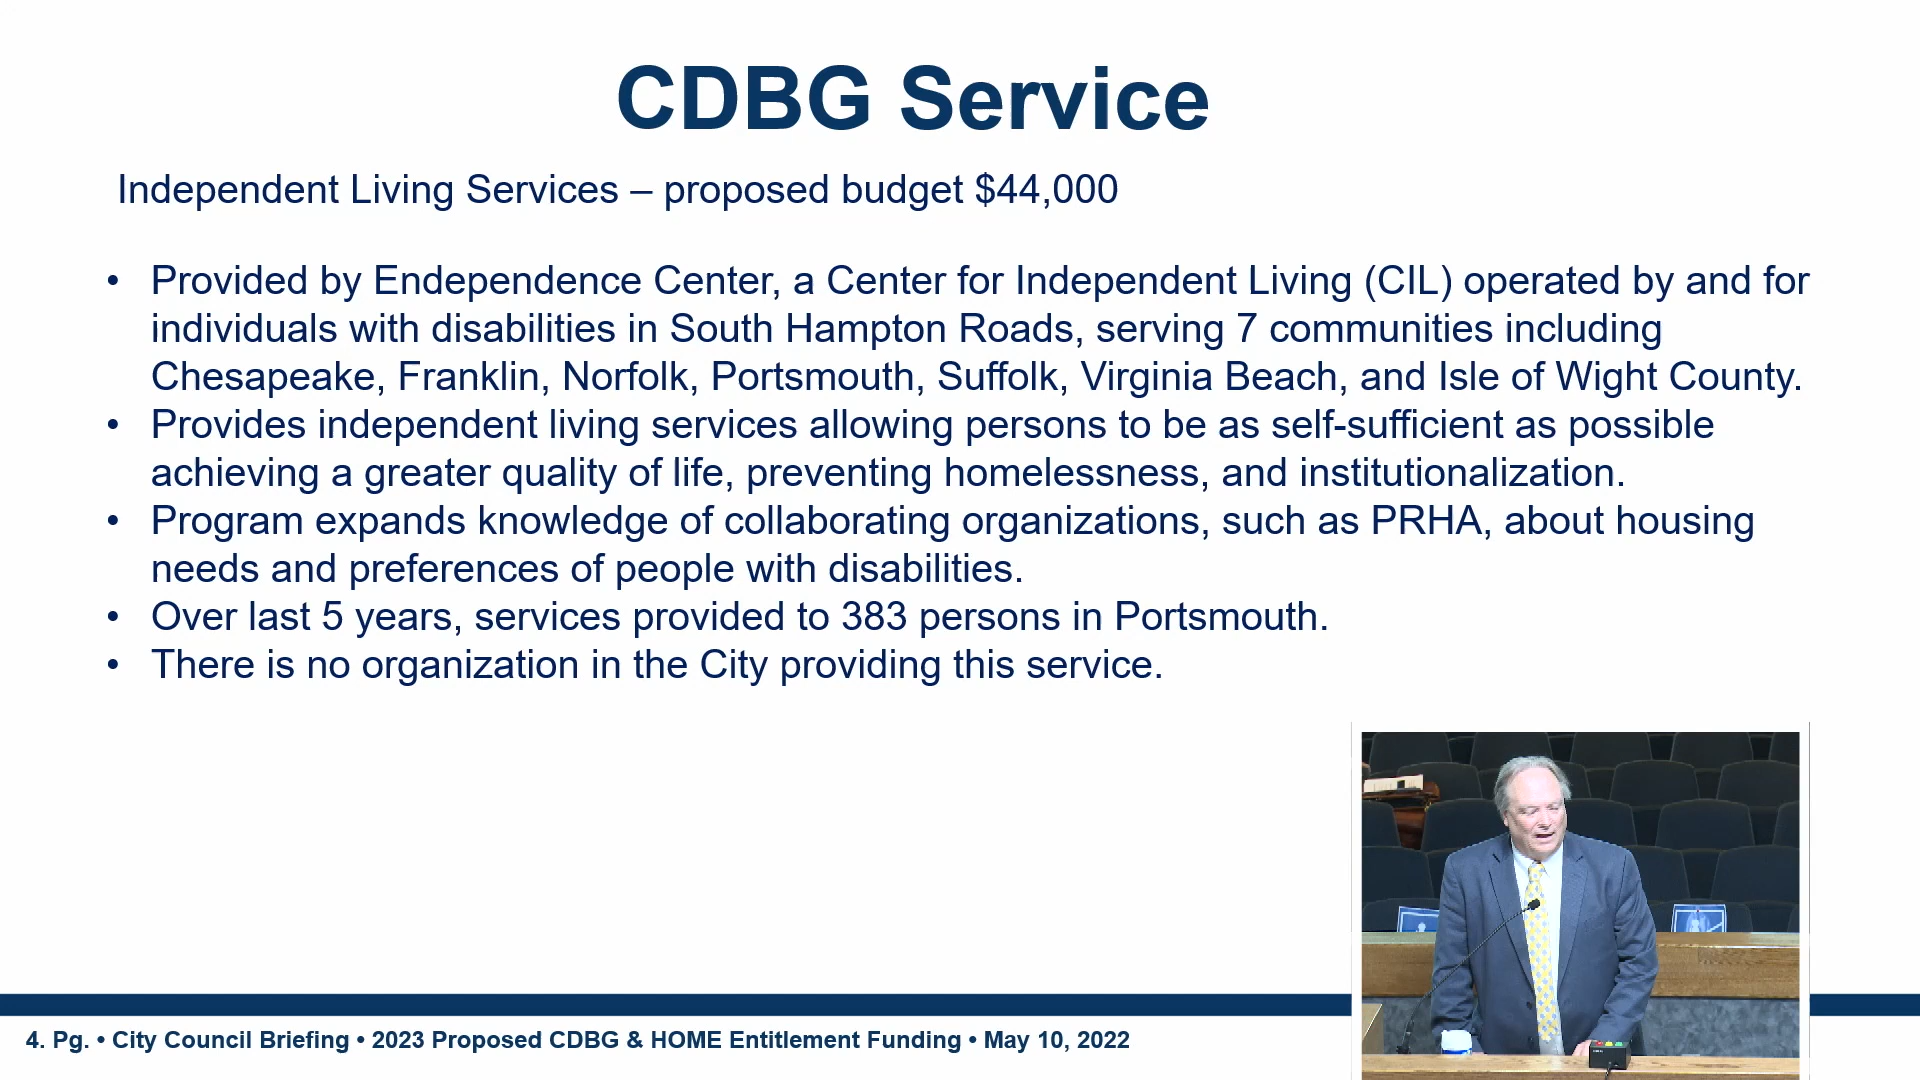 CDBG Service
Independent Living Services – proposed budget $44,000
• Provided by Endependence Center, a Center for Independent Living (CIL) operated by and for
individuals with disabilities in South Hampton Roads, serving 7 communities including
Chesapeake, Franklin, Norfolk, Portsmouth, Suffolk, Virginia Beach, and Isle of Wight County.
• Provides independent living services allowing persons to be as self-sufficient as possible
achieving a greater quality of life, preventing homelessness, and institutionalization.
• Program expands knowledge of collaborating organizations, such as PRHA, about housing
needs and preferences of people with disabilities.
• Over last 5 years, services provided to 383 persons in Portsmouth.
• There is no organization in the City providing this service.
4. Pg. • City Council Briefing • 2023 Proposed CDBG & HOME Entitlement Funding • May 10, 2022